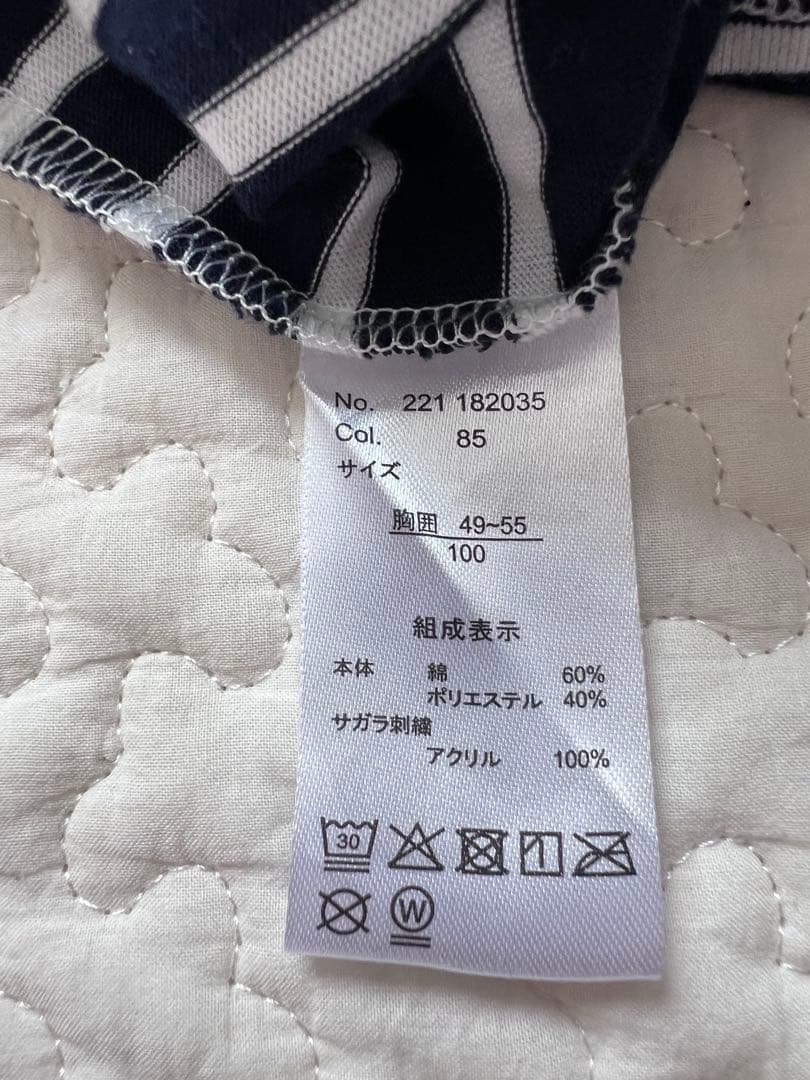 No. 221 182035
Col. 85
サイズ
胸囲 49~55
100
組成表示
本体 綿 60%
ポリエステル 40%
サガラ刺繍
アクリル 100%
30
W